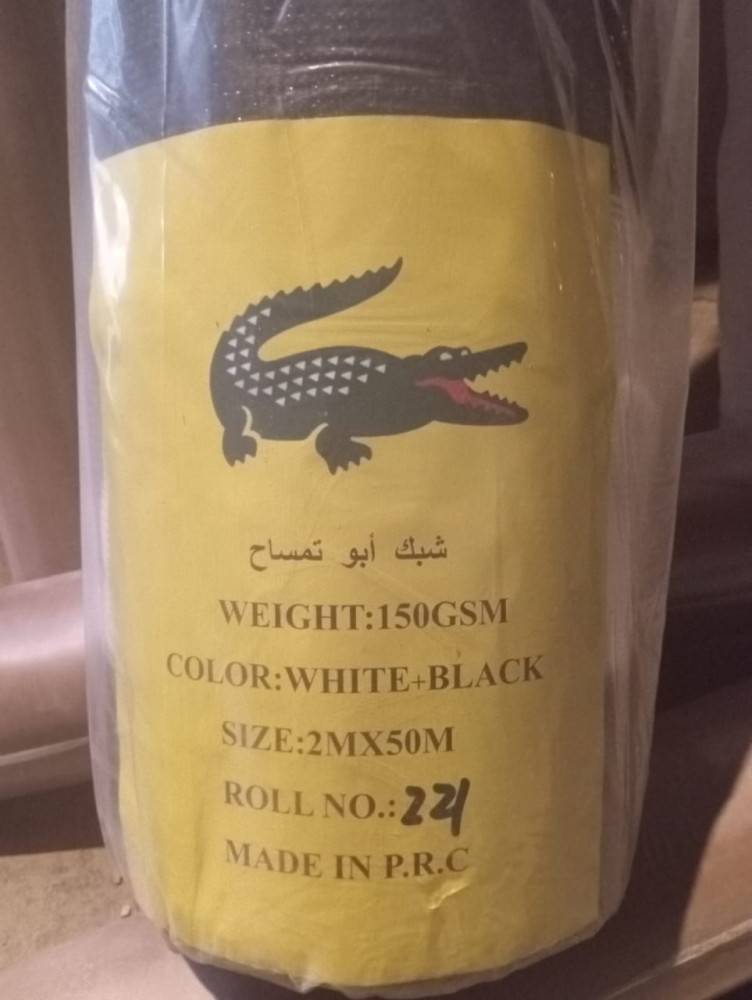 شبك أبو تمساح
WEIGHT:150GSM
COLOR:WHITE+BLACK
SIZE:2MX50M
ROLL NO.:221
MADE IN P.R.C